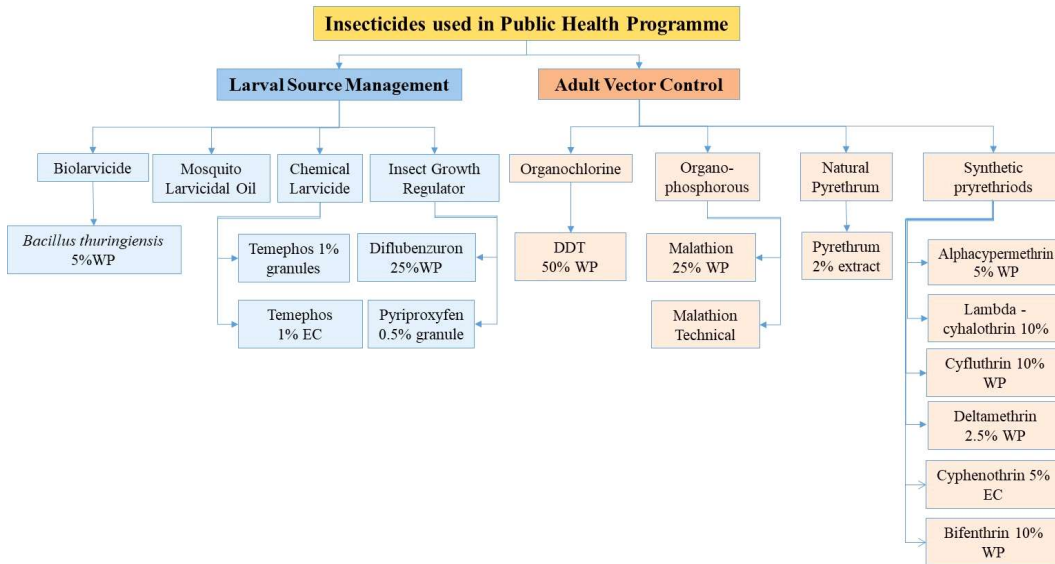 Insecticides used in Public Health Programme
Larval Source Management
Adult Vector Control
Biolarvicide
Mosquito
Larvicidal Oil
Chemical
Larvicide
Insect Growth
Regulator
Organochlorine
Organo-
phosphorous
Natural
Pyrethrum
Synthetic
pryrethriods
Bacillus thuringiensis
5%WP
Temephos 1%
granules
Diflubenzuron
25%WP
DDT
50% WP
Malathion
25% WP
Pyrethrum
2% extract
Alphacypermethrin
5% WP
Temephos
1% EC
Pyriproxyfen
0.5% granule
Malathion
Technical
Lambda -
cyhalothrin 10%
Cyfluthrin 10%
WP
Deltamethrin
2.5% WP
Cyphenothrin 5%
EC
Bifenthrin 10%
WP